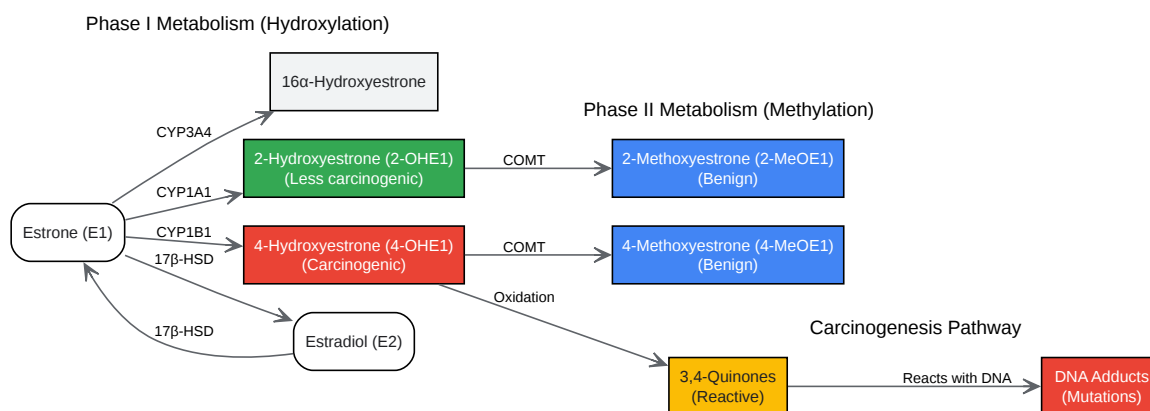 Phase I Metabolism (Hydroxylation)
16α-Hydroxyestrone
Phase II Metabolism (Methylation)
CYP3A4
2-Hydroxyestrone (2-OHE1)
(Less carcinogenic)
COMT
2-Methoxyestrone (2-MeOE1)
(Benign)
CYP1A1
Estrone (E1)
CYP1B1
4-Hydroxyestrone (4-OHE1)
(Carcinogenic)
COMT
4-Methoxyestrone (4-MeOE1)
(Benign)
17β-HSD
Oxidation
17β-HSD
Estradiol (E2)
Carcinogenesis Pathway
3,4-Quinones
(Reactive)
Reacts with DNA
DNA Adducts
(Mutations)